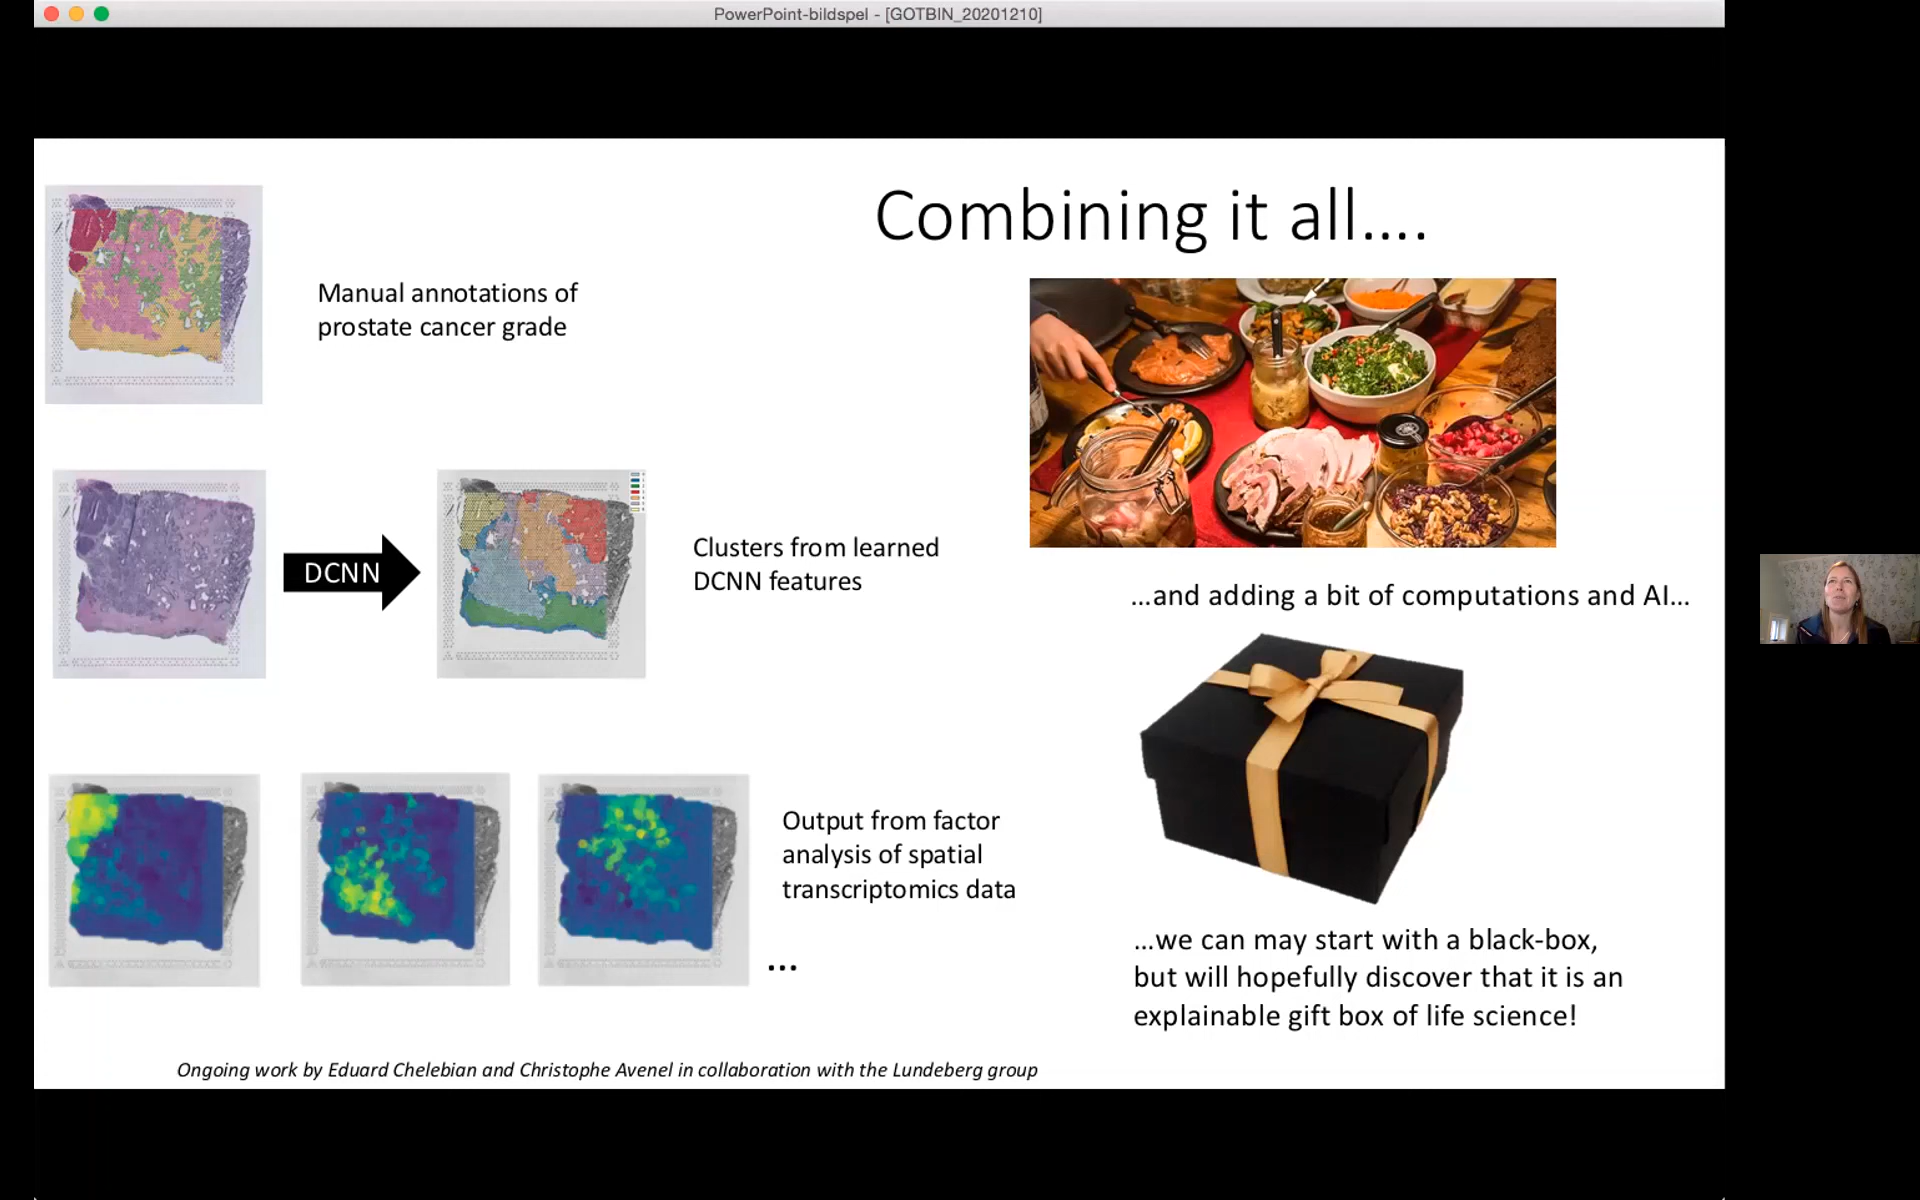 PowerPoint-bildspel - [GOTBIN_20201210]
Combining it all....
Manual annotations of
prostate cancer grade
DCNN
Clusters from learned
DCNN features
...and adding a bit of computations and AI...
Output from factor
analysis of spatial
transcriptomics data
...
...we can may start with a black-box,
but will hopefully discover that it is an
explainable gift box of life science!
Ongoing work by Eduard Chelebian and Christophe Avenel in collaboration with the Lundeberg group